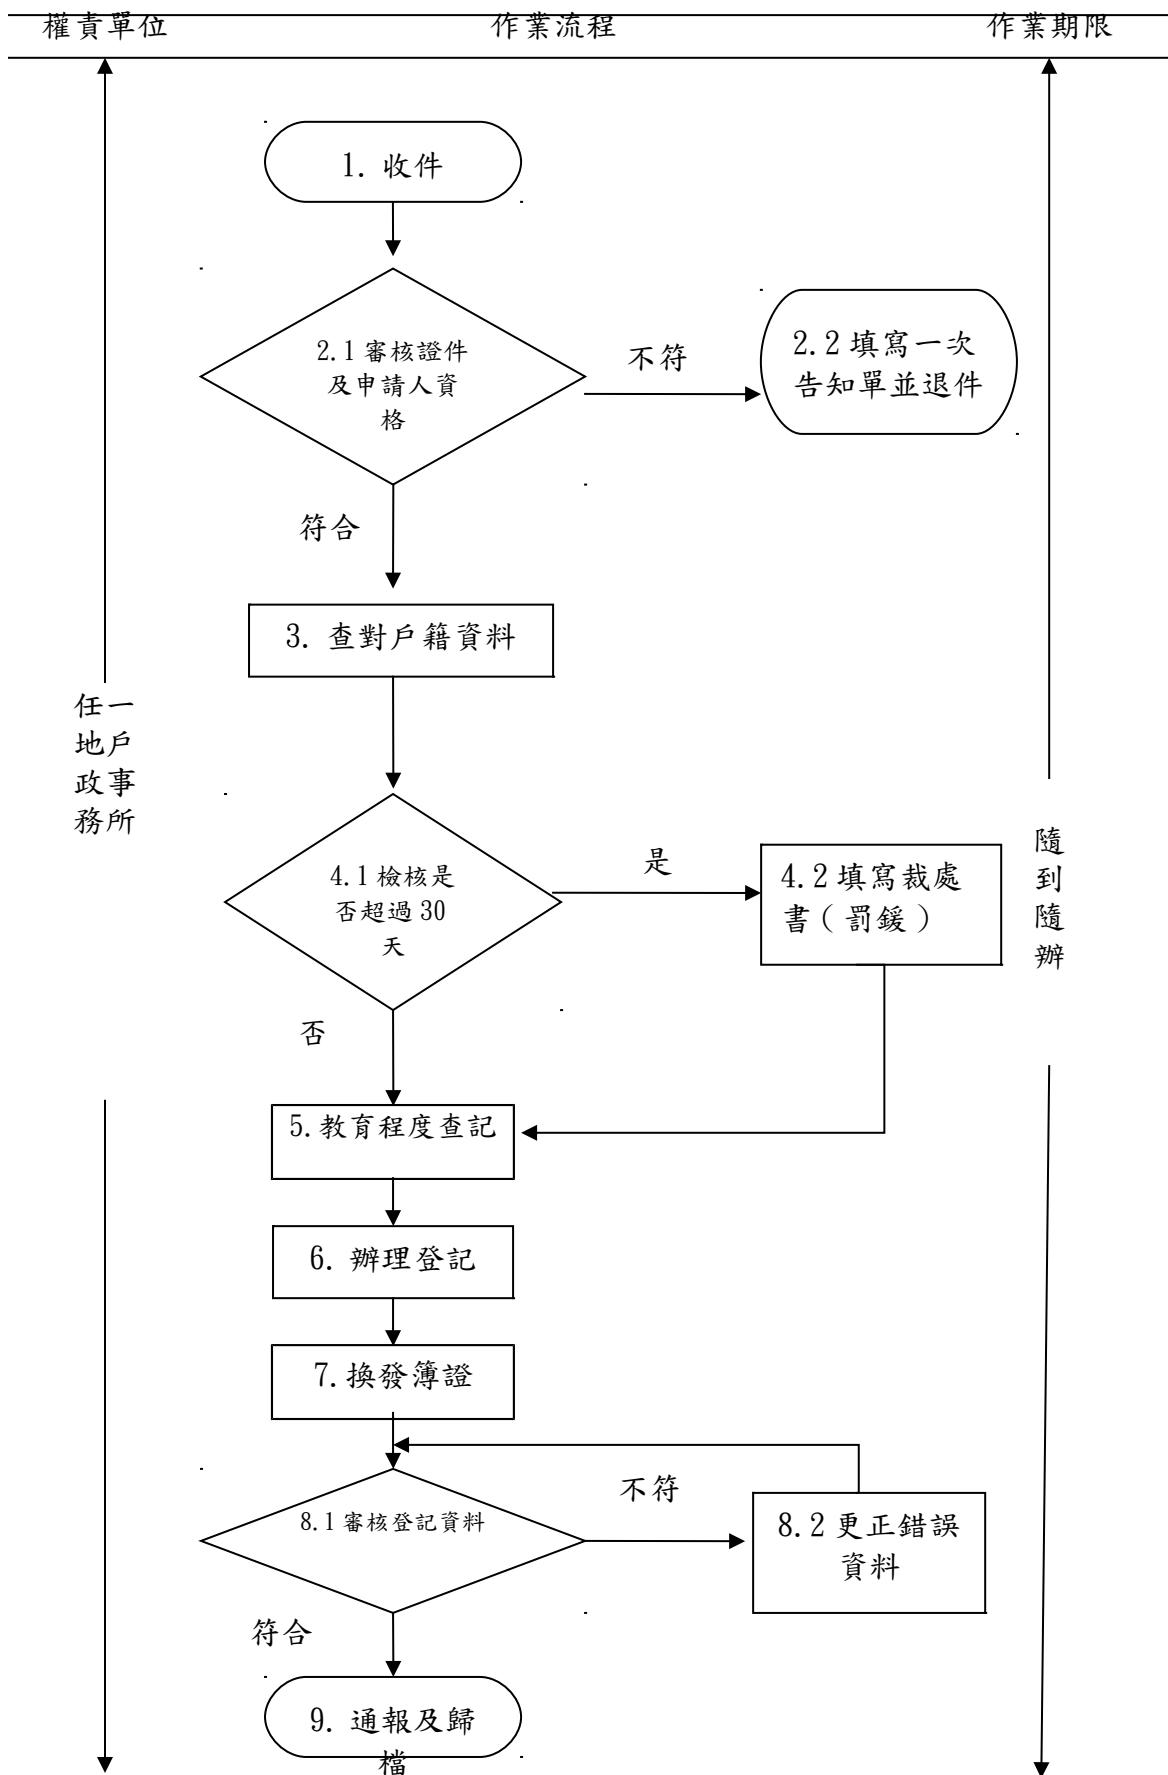 權責單位
作業流程
作業期限
1. 收件
2.1 審核證件
及申請人資
格
不符
2.2 填寫一次
告知單並退件
符合
3. 查對戶籍資料
任一
地戶
政事
務所
4.1 檢核是
否超過 30
天
是
4.2 填寫裁處
書(罰鍰)
隨
到
隨
辦
否
5.教育程度查記
6. 辦理登記
7.換發簿證
8.1 審核登記資料
不符
8.2 更正錯誤
資料
符合
9. 通報及歸
檔